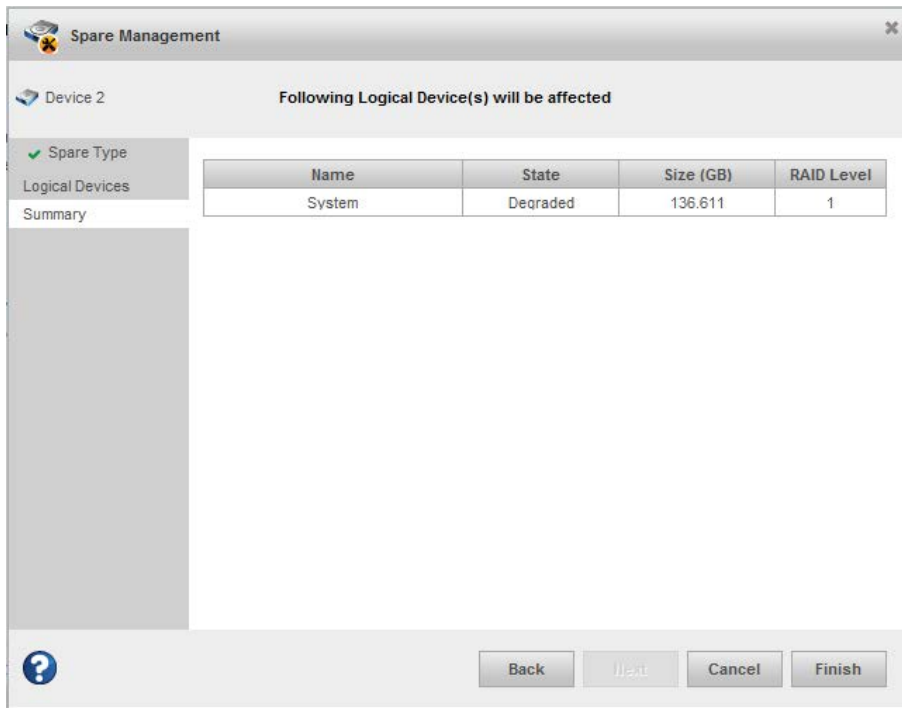 Spare Management
Device 2
Following Logical Device(s) will be affected
Spare Type
Logical Devices
Summary
Name State Size (GB) RAID Level
System Degraded 136.611 1
Back Next Cancel Finish